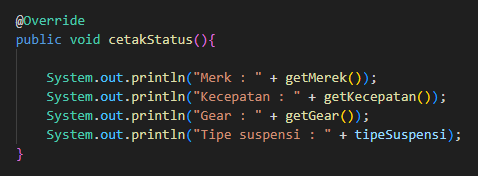 @Override
public void cetakStatus(){
System.out.println("Merk : " + getMerek());
System.out.println("Kecepatan : " + getKecepatan());
System.out.println("Gear : " + getGear());
System.out.println("Tipe suspensi : " + tipeSuspensi);
}